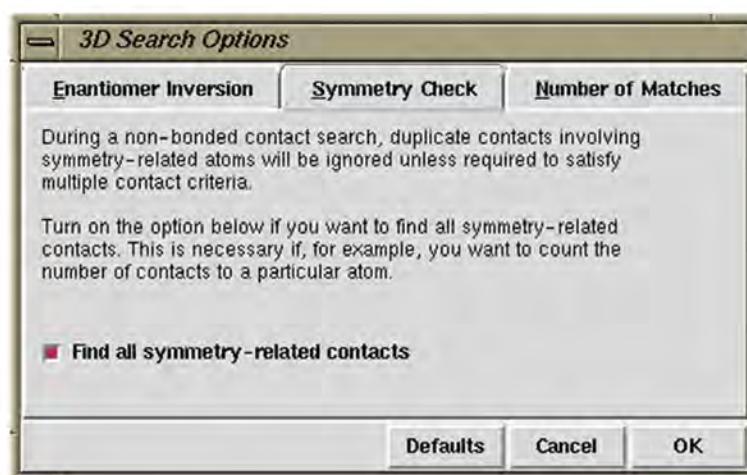 3D Search Options
Enantiomer Inversion
Symmetry Check
Number of Matches
During a non-bonded contact search, duplicate contacts involving
symmetry-related atoms will be ignored unless required to satisfy
multiple contact criteria.
Turn on the option below if you want to find all symmetry-related
contacts. This is necessary if, for example, you want to count the
number of contacts to a particular atom.
Find all symmetry-related contacts
Defaults
Cancel
OK